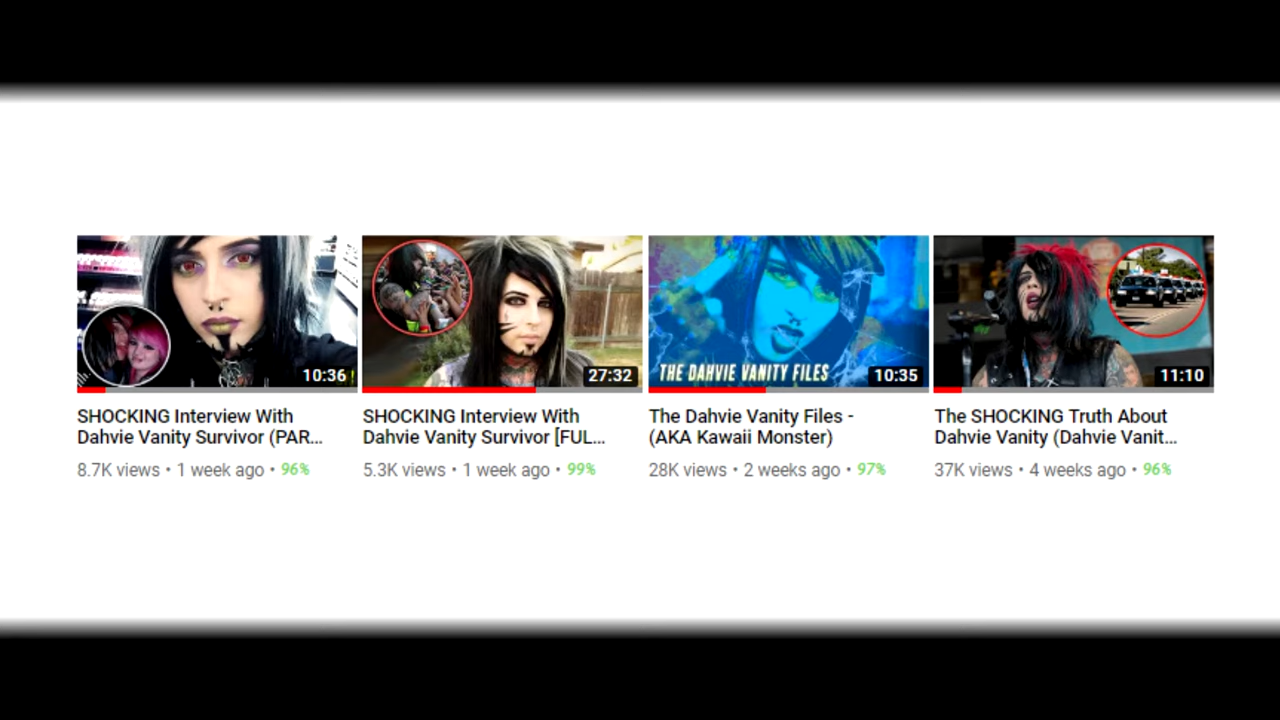 10:36
27:32
THE DAHVIE VANITY FILES
10:35
11:10
SHOCKING Interview With
Dahvie Vanity Survivor (PAR...
8.7K views • 1 week ago • 96%
SHOCKING Interview With
Dahvie Vanity Survivor [FUL...
5.3K views • 1 week ago • 99%
The Dahvie Vanity Files -
(AKA Kawaii Monster)
28K views • 2 weeks ago • 97%
The SHOCKING Truth About
Dahvie Vanity (Dahvie Vanit...
37K views • 4 weeks ago • 96%